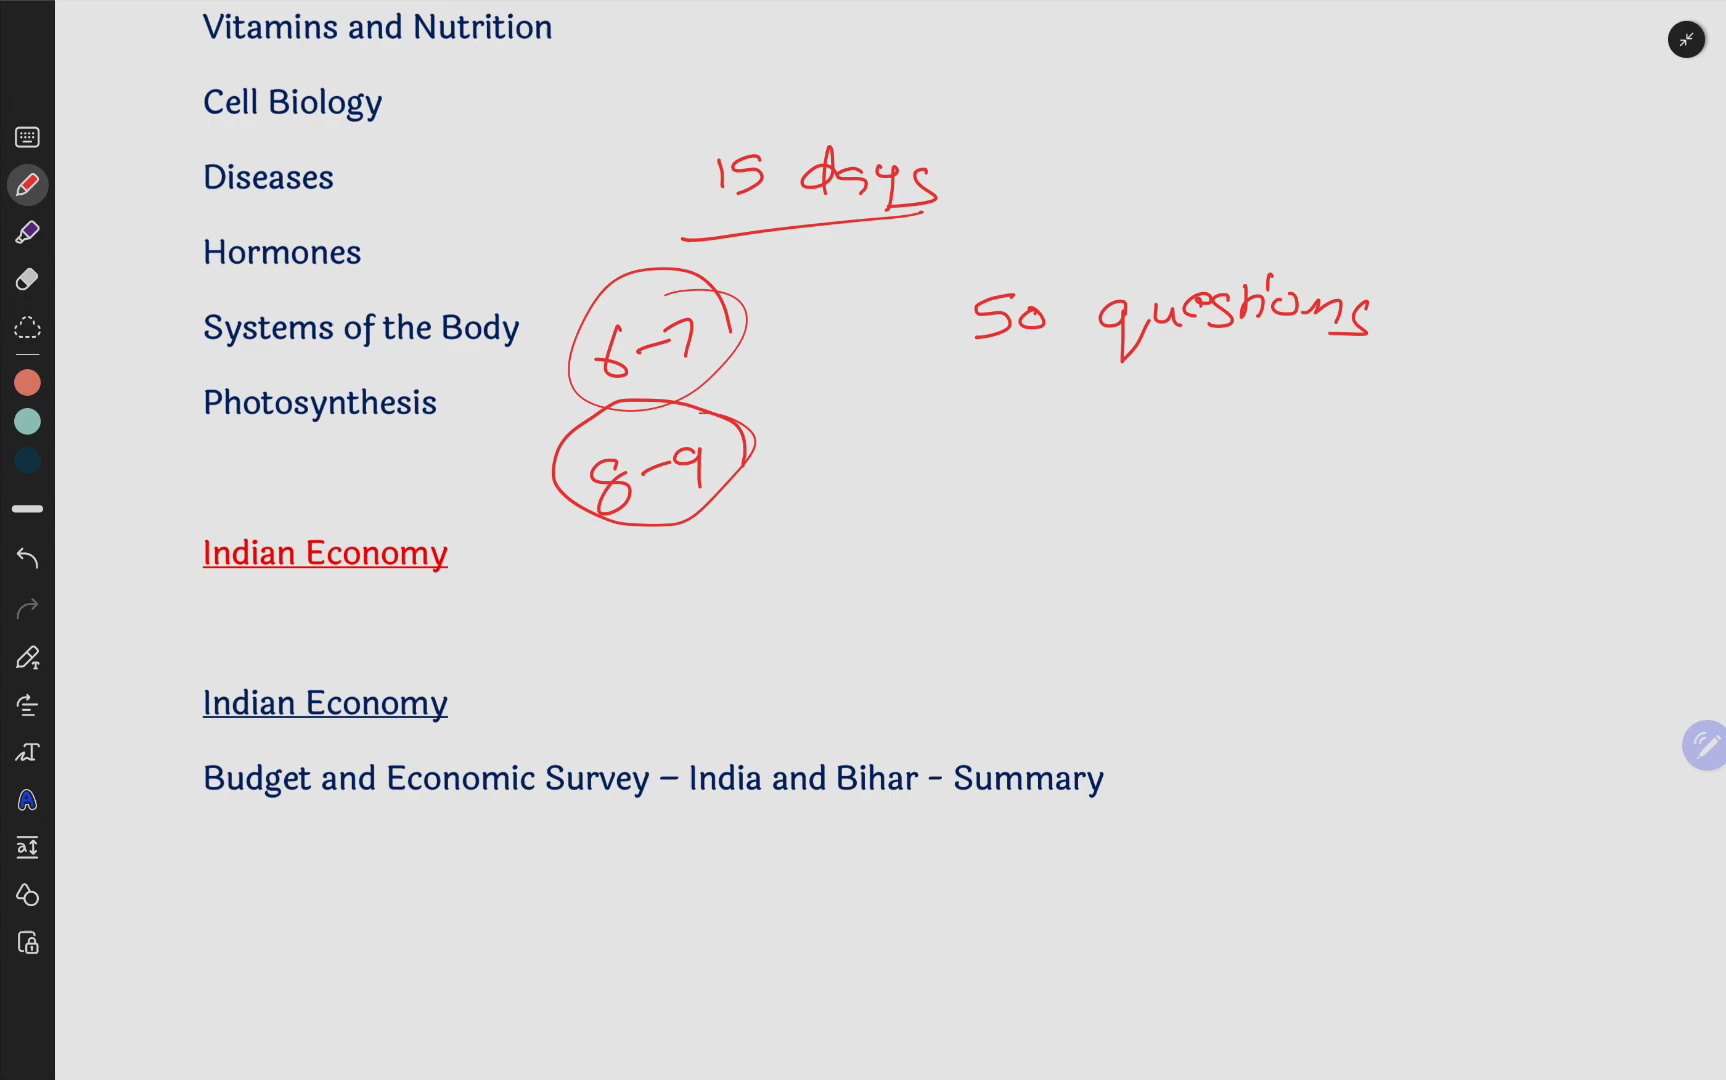 Vitamins and Nutrition
Cell Biology
Diseases
15 days
Hormones
50 questions
Systems of the Body
6-7
Photosynthesis
8-9
Indian Economy
Indian Economy
Budget and Economic Survey – India and Bihar - Summary